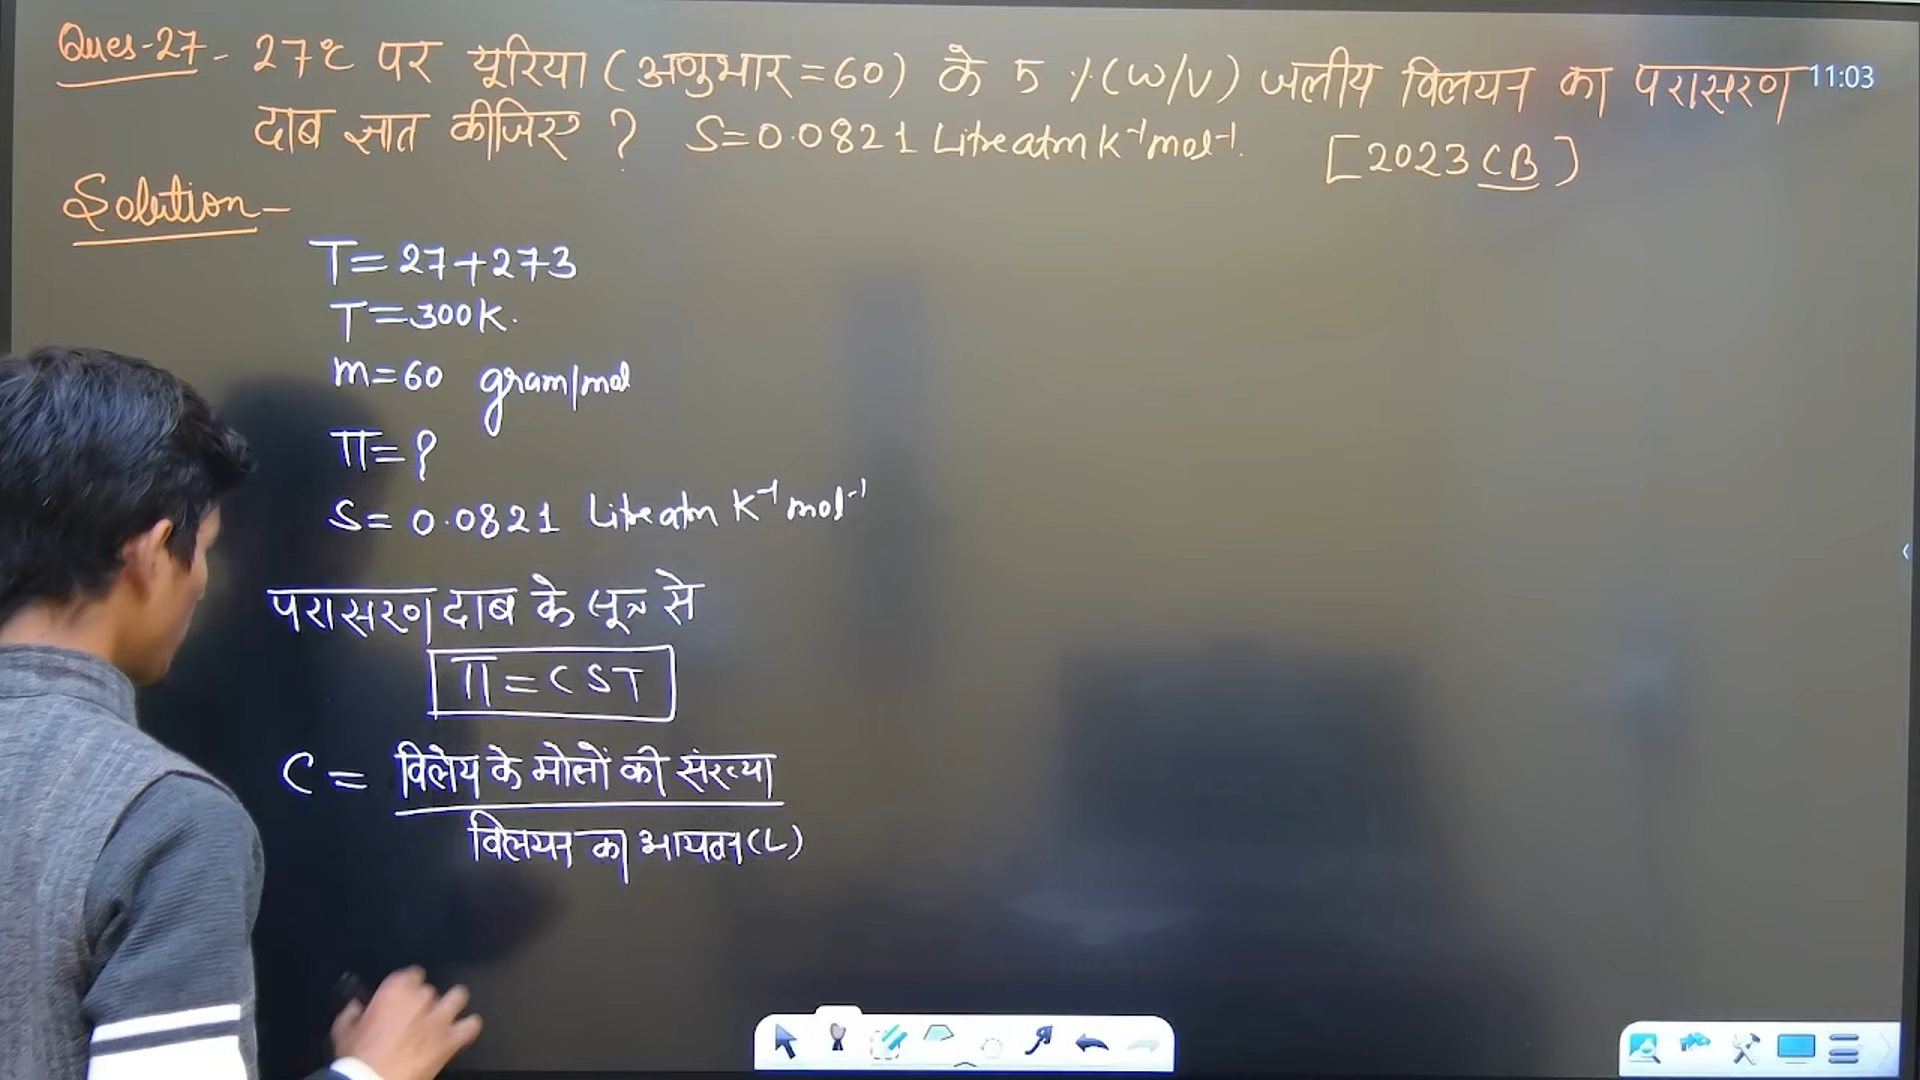 Ques-27 - 27°C पर यूरिया (अणुभार = 60) के 5 % (W/V) जलीय विलयन का परासरण
11:03
दाब ज्ञात कीजिए ? S = 0.0821 Litre atm K⁻¹ mol⁻¹. [2023 CB]
Solution -
T = 27 + 273
T = 300 K.
m = 60 gram/mol
π = ?
S = 0.0821 Litre atm K⁻¹ mol⁻¹
परासरण दाब के सूत्र से
π = C S T
C = विलेय के मोलों की संख्या
विलयन का आयतन (L)